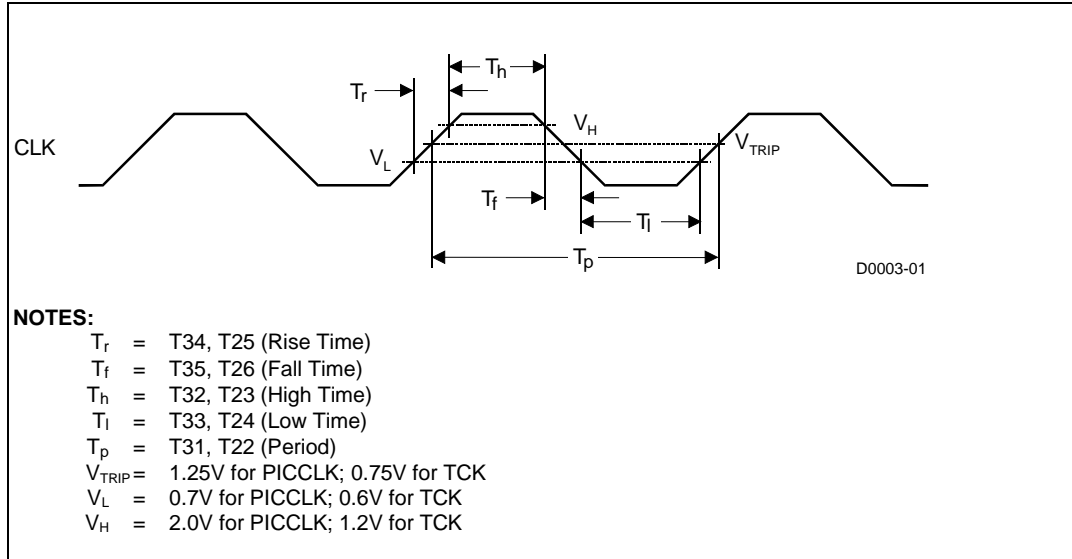 Th
Tr
CLK
VH
VL
VTRIP
Tf
Tl
Tp
D0003-01
NOTES:
Tr = T34, T25 (Rise Time)
Tf = T35, T26 (Fall Time)
Th = T32, T23 (High Time)
Tl = T33, T24 (Low Time)
Tp = T31, T22 (Period)
VTRIP = 1.25V for PICCLK; 0.75V for TCK
VL = 0.7V for PICCLK; 0.6V for TCK
VH = 2.0V for PICCLK; 1.2V for TCK